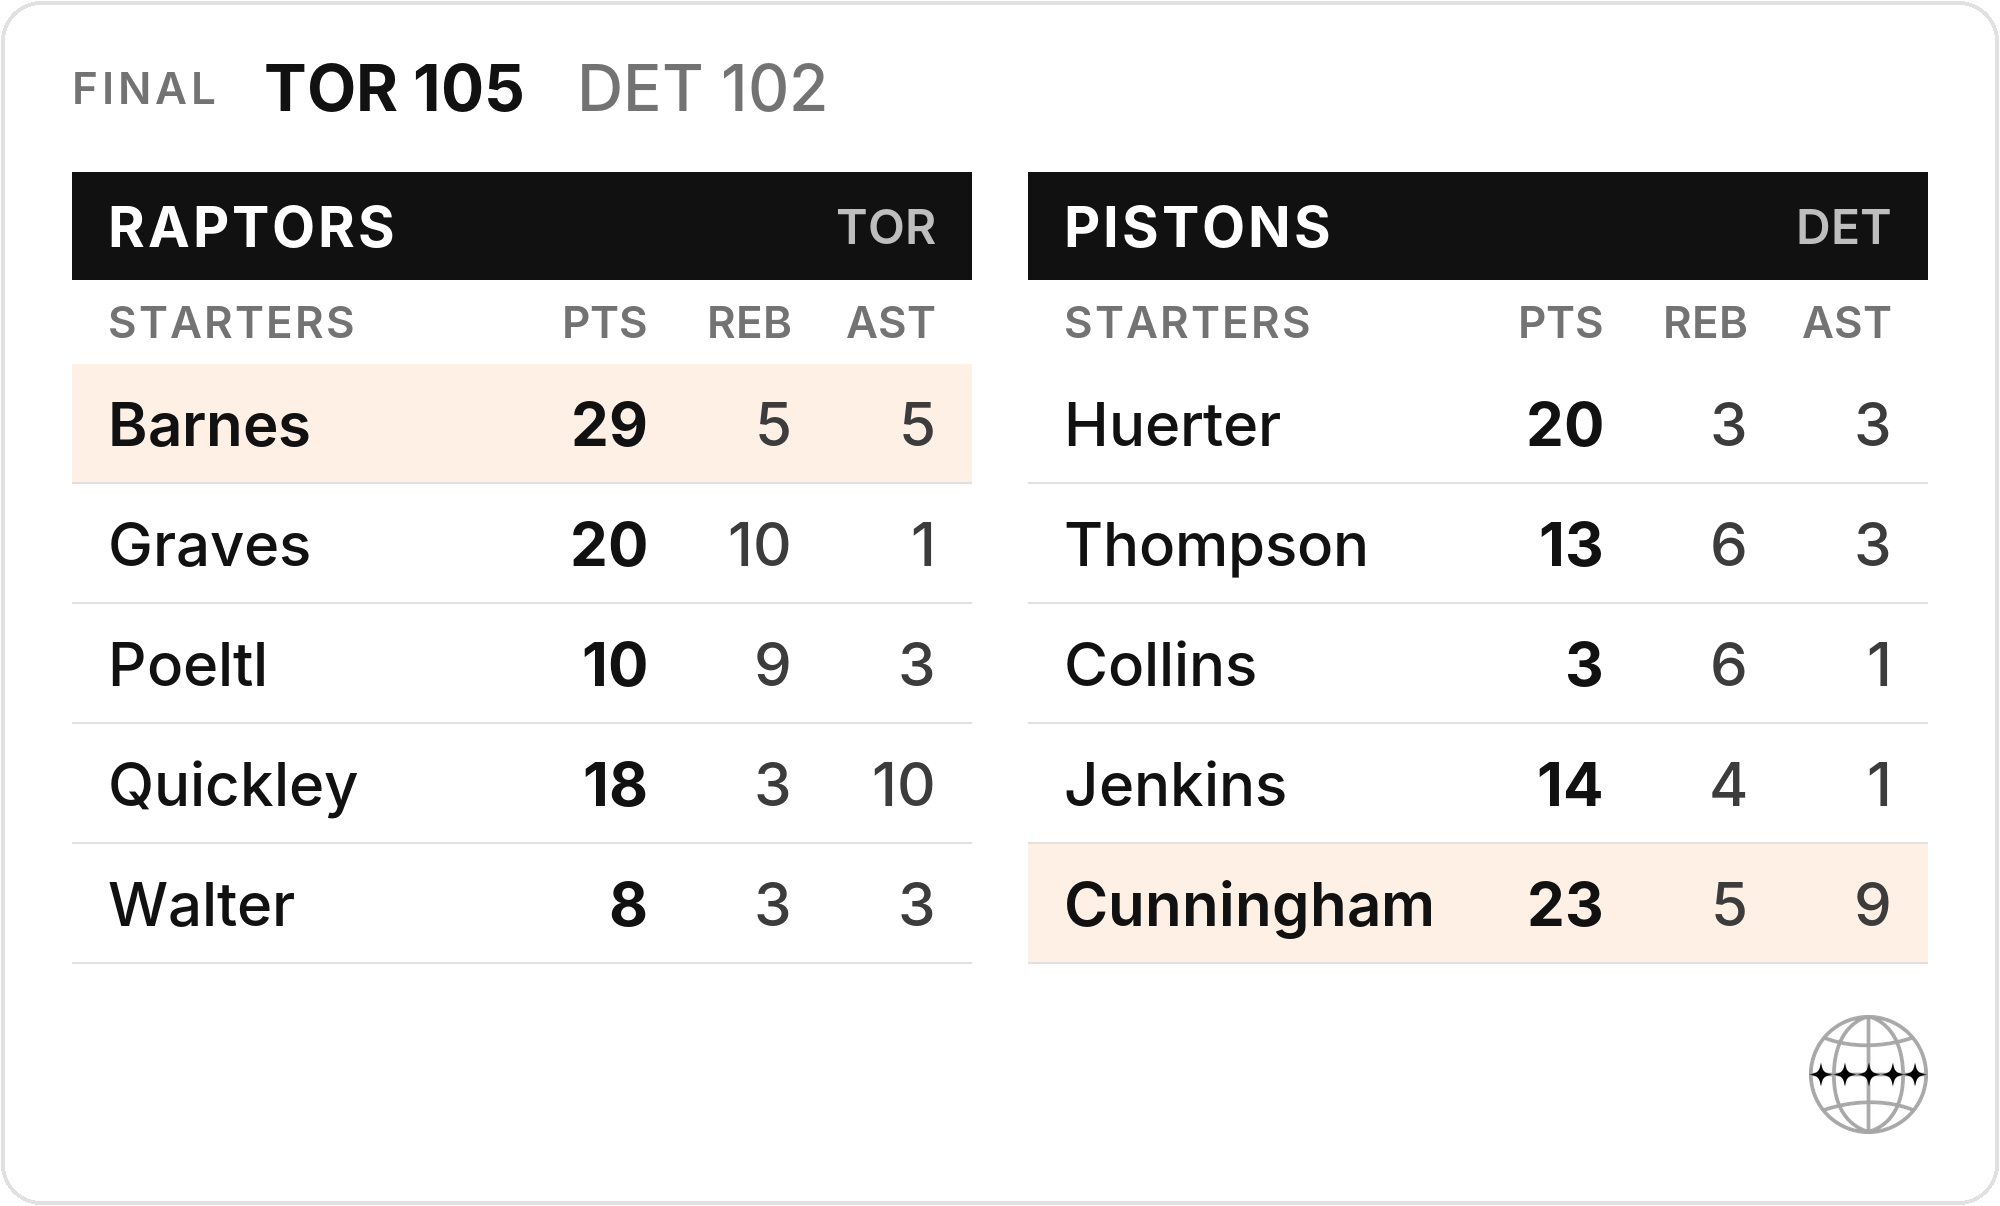 FINAL TOR 105 DET 102
RAPTORS TOR
STARTERS PTS REB AST
Barnes 29 5 5
Graves 20 10 1
Poeltl 10 9 3
Quickley 18 3 10
Walter 8 3 3
PISTONS DET
STARTERS PTS REB AST
Huerter 20 3 3
Thompson 13 6 3
Collins 3 6 1
Jenkins 14 4 1
Cunningham 23 5 9